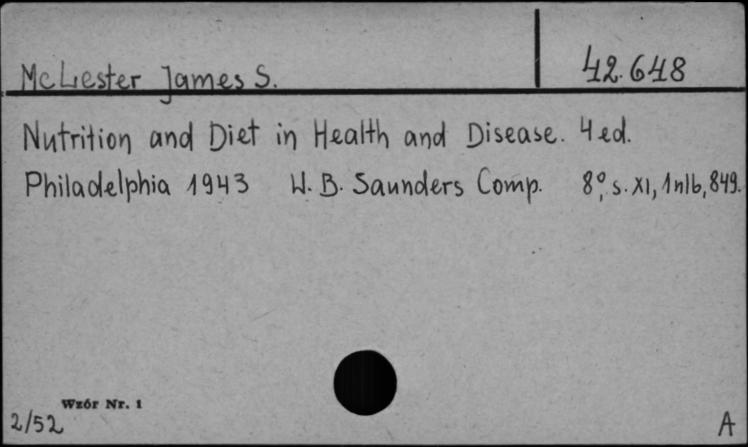 McLester James S. 42.648
Nutrition and Diet in Health and Disease. 4 ed.
Philadelphia 1943 W. B. Saunders Comp. 8°, s. XI, 1 nlb, 849.
Wzór Nr. 1
2/52 A